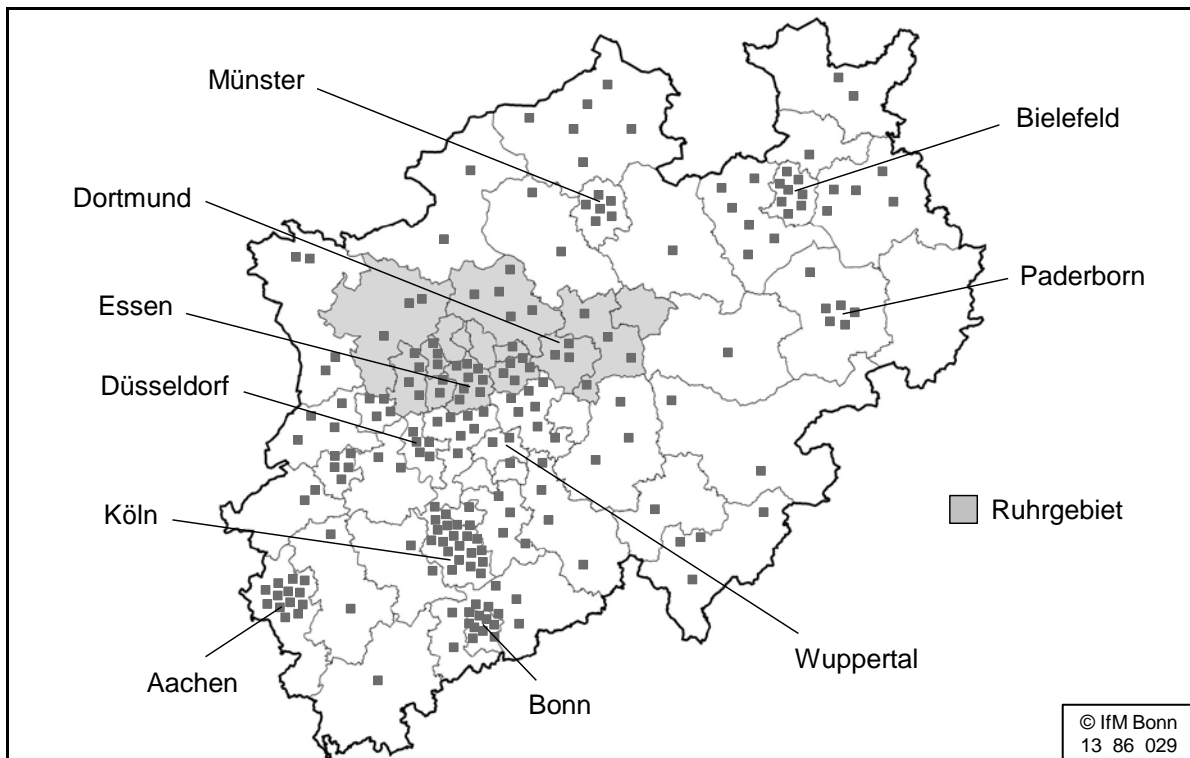 Münster
Bielefeld
Dortmund
Paderborn
Essen
Düsseldorf
Köln
Ruhrgebiet
Wuppertal
Aachen
Bonn
© IfM Bonn
13 86 029